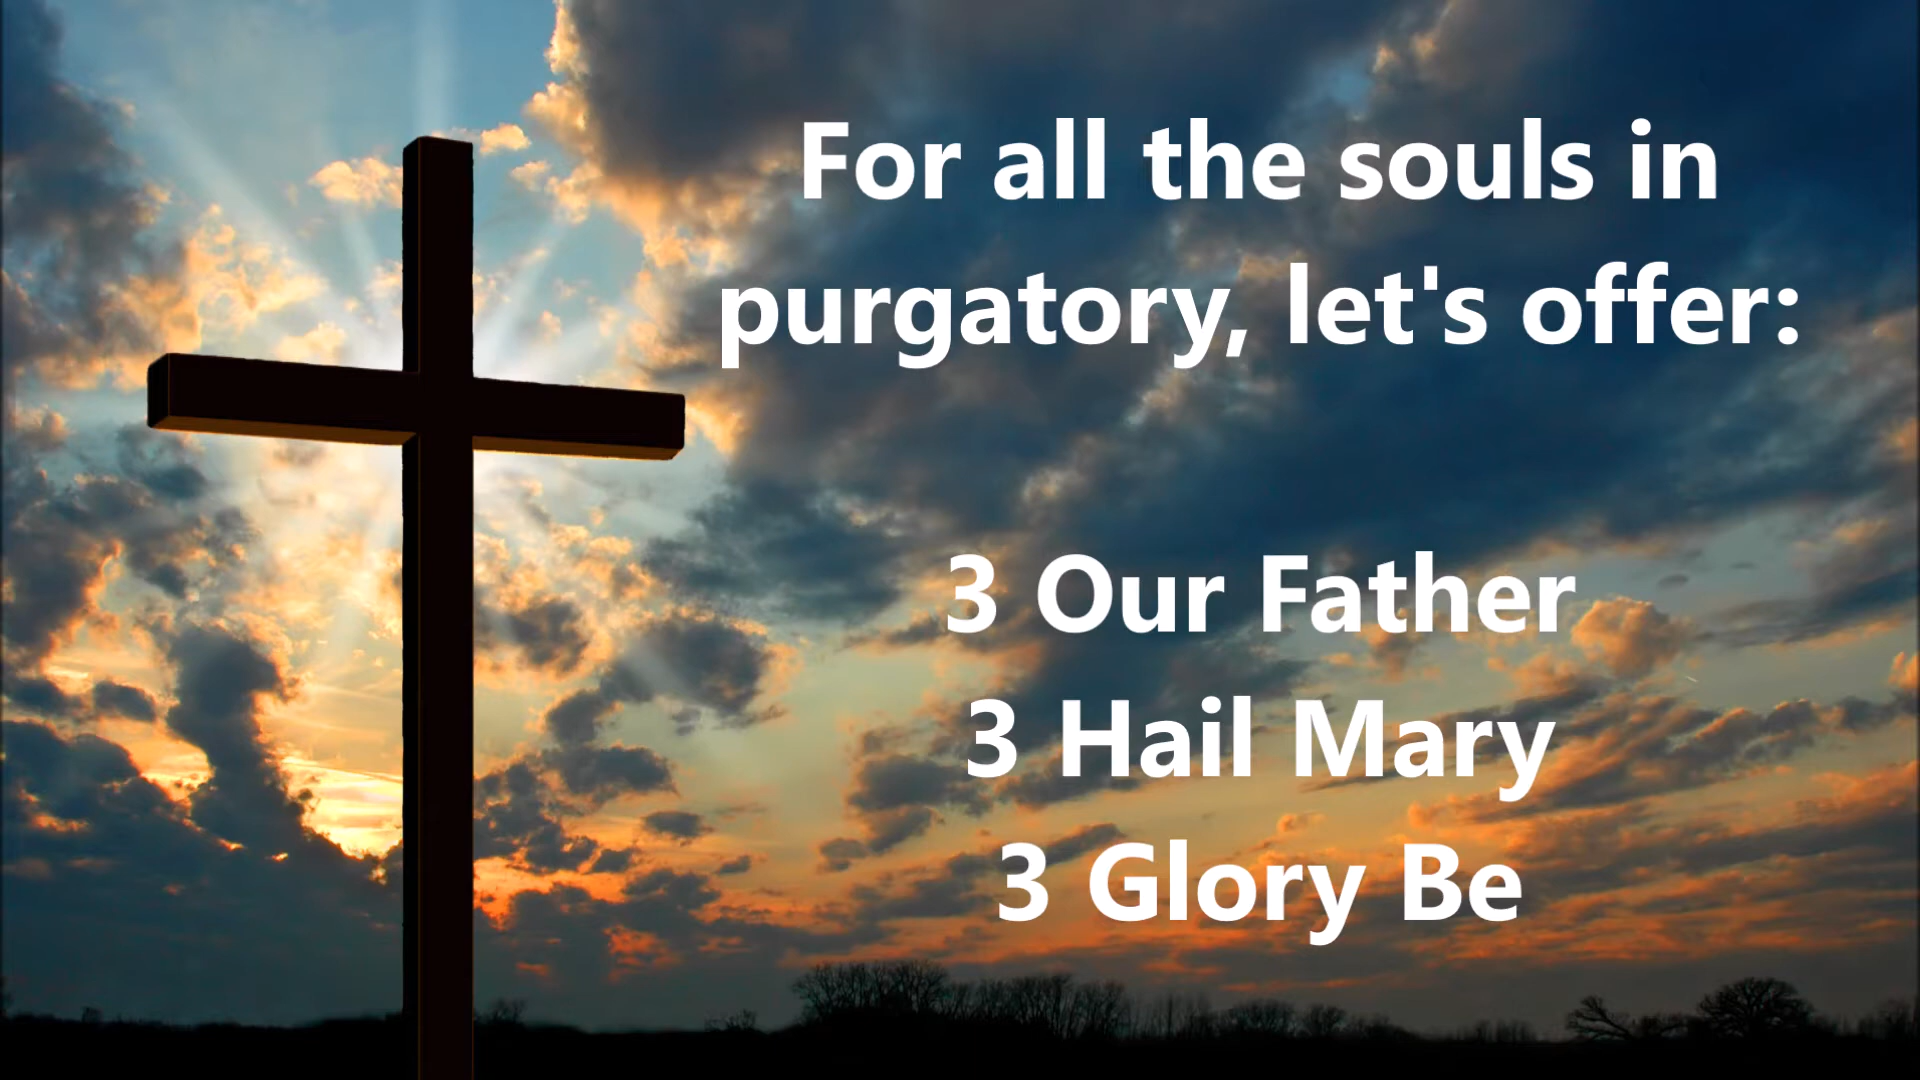 For all the souls in
purgatory, let's offer:
3 Our Father
3 Hail Mary
3 Glory Be